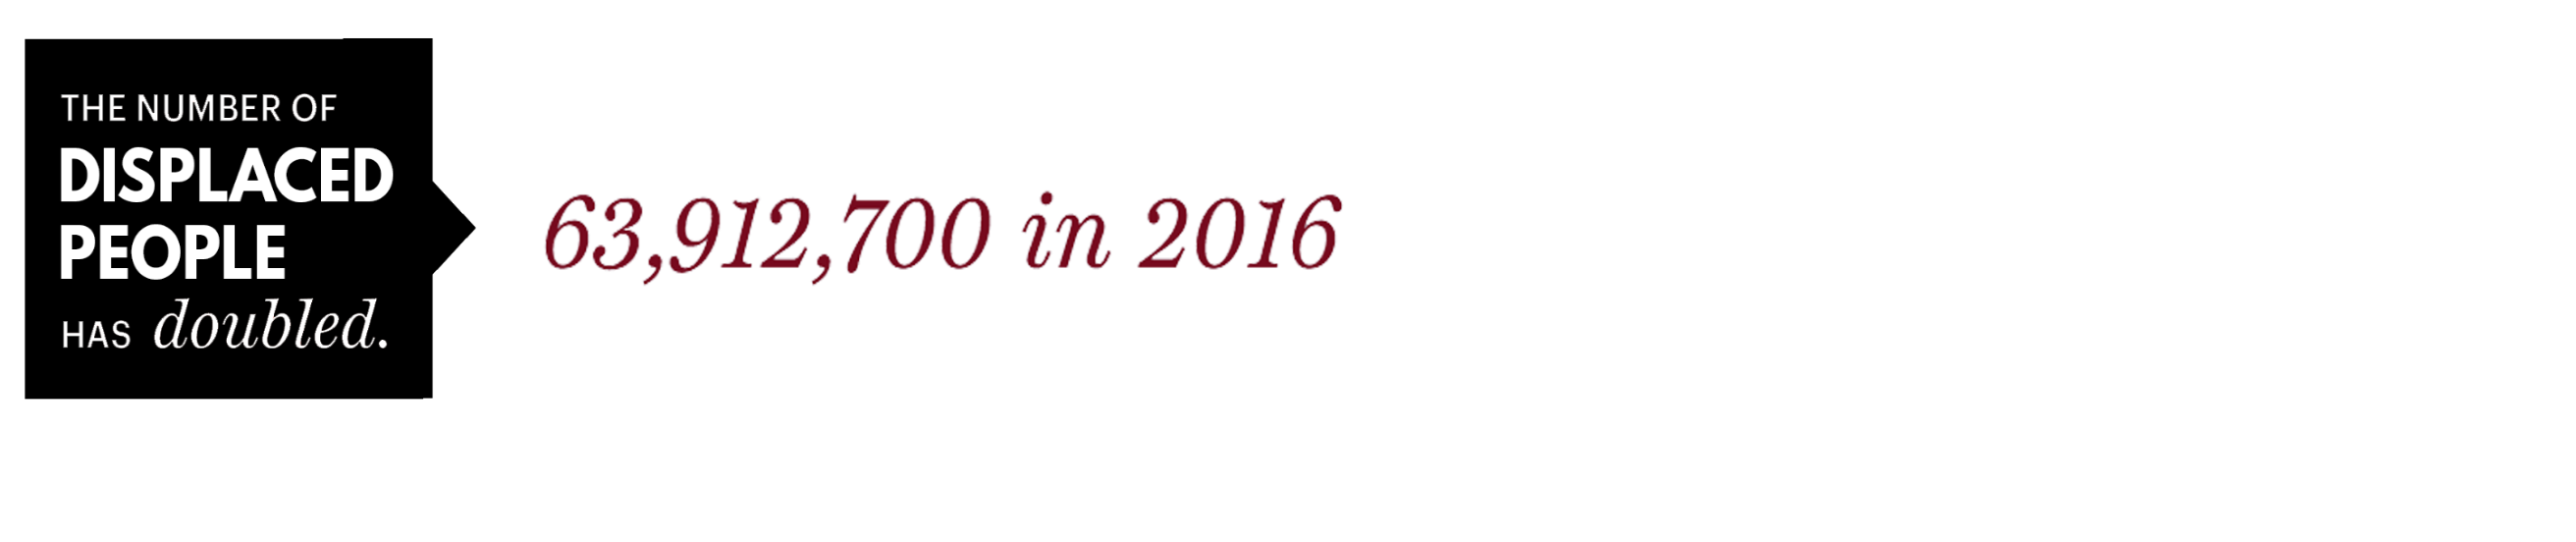 THE NUMBER OF
DISPLACED
PEOPLE
HAS doubled.
63,912,700 in 2016